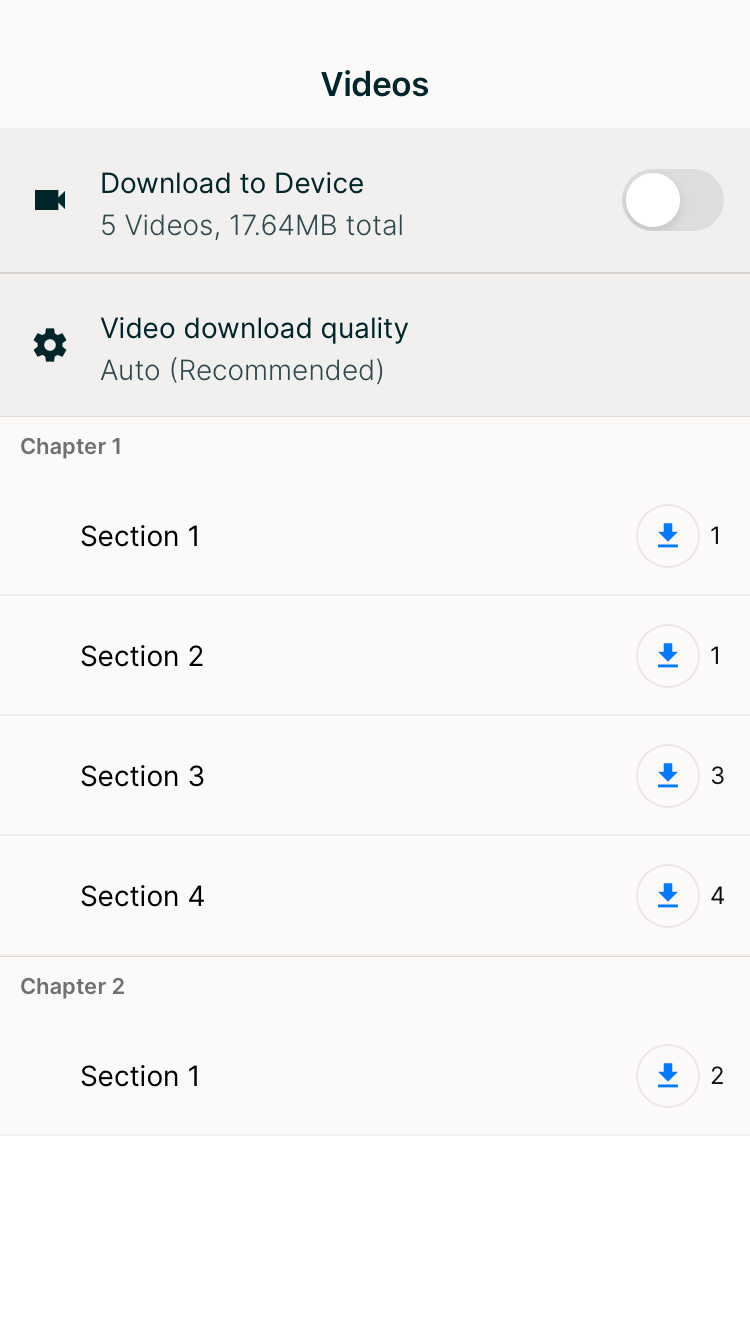 Videos
Download to Device
5 Videos, 17.64MB total
Video download quality
Auto (Recommended)
Chapter 1
Section 1 1
Section 2 1
Section 3 3
Section 4 4
Chapter 2
Section 1 2